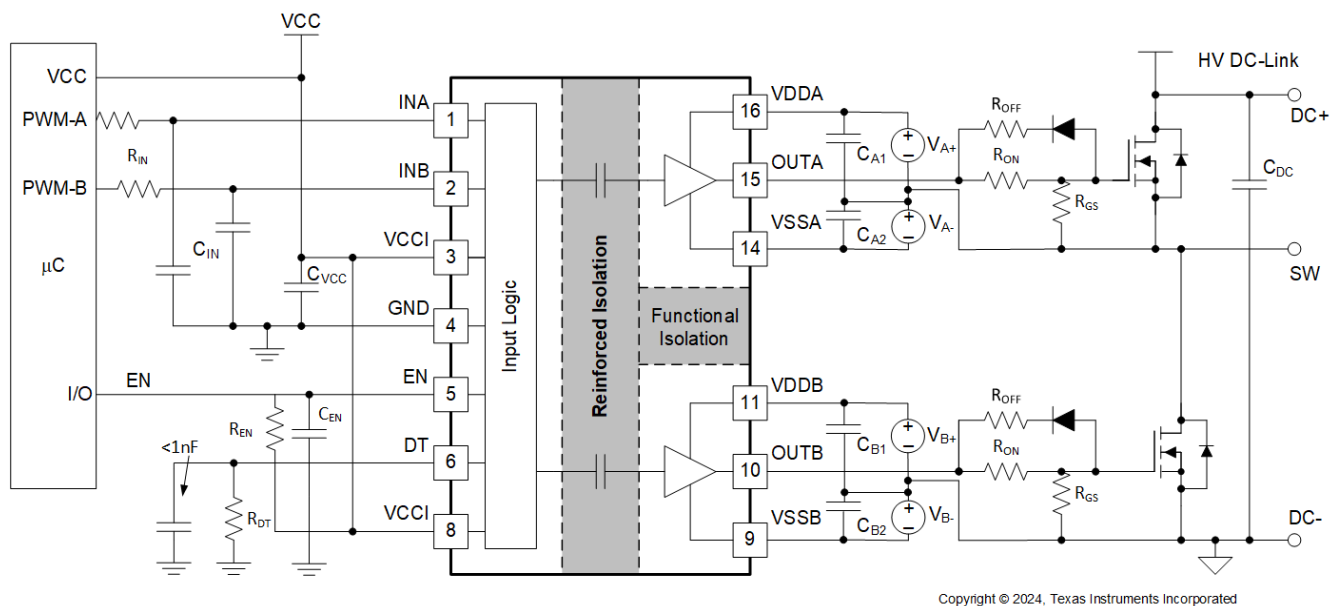 VCC
VCC
PWM-A
PWM-B
µC
I/O
EN
R_IN
C_IN
C_VCC
R_EN
C_EN
<1nF
R_DT
INA
1
INB
2
VCCI
3
GND
4
EN
5
DT
6
VCCI
8
Input Logic
Reinforced Isolation
Functional
Isolation
16
VDDA
15
OUTA
14
VSSA
11
VDDB
10
OUTB
9
VSSB
C_A1
C_A2
V_A+
V_A-
R_OFF
R_ON
R_GS
C_B1
C_B2
V_B+
V_B-
R_OFF
R_ON
R_GS
HV DC-Link
DC+
C_DC
SW
DC-
Copyright © 2024, Texas Instruments Incorporated